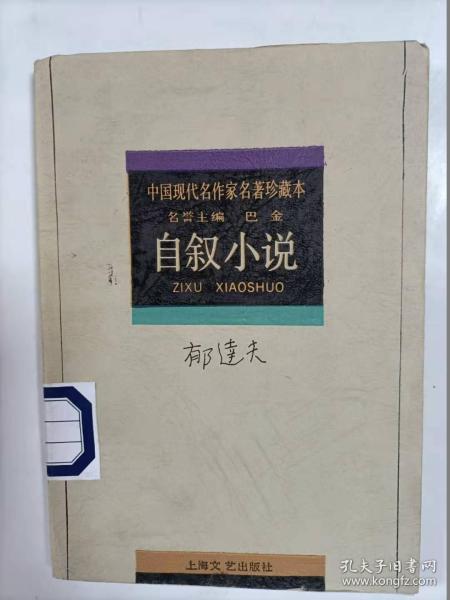 中国现代名作家名著珍藏本
名誉主编 巴金
自叙小说
ZIXU XIAOSHUO
郁達夫
上海文艺出版社
孔夫子旧书网
www.kongfz.com